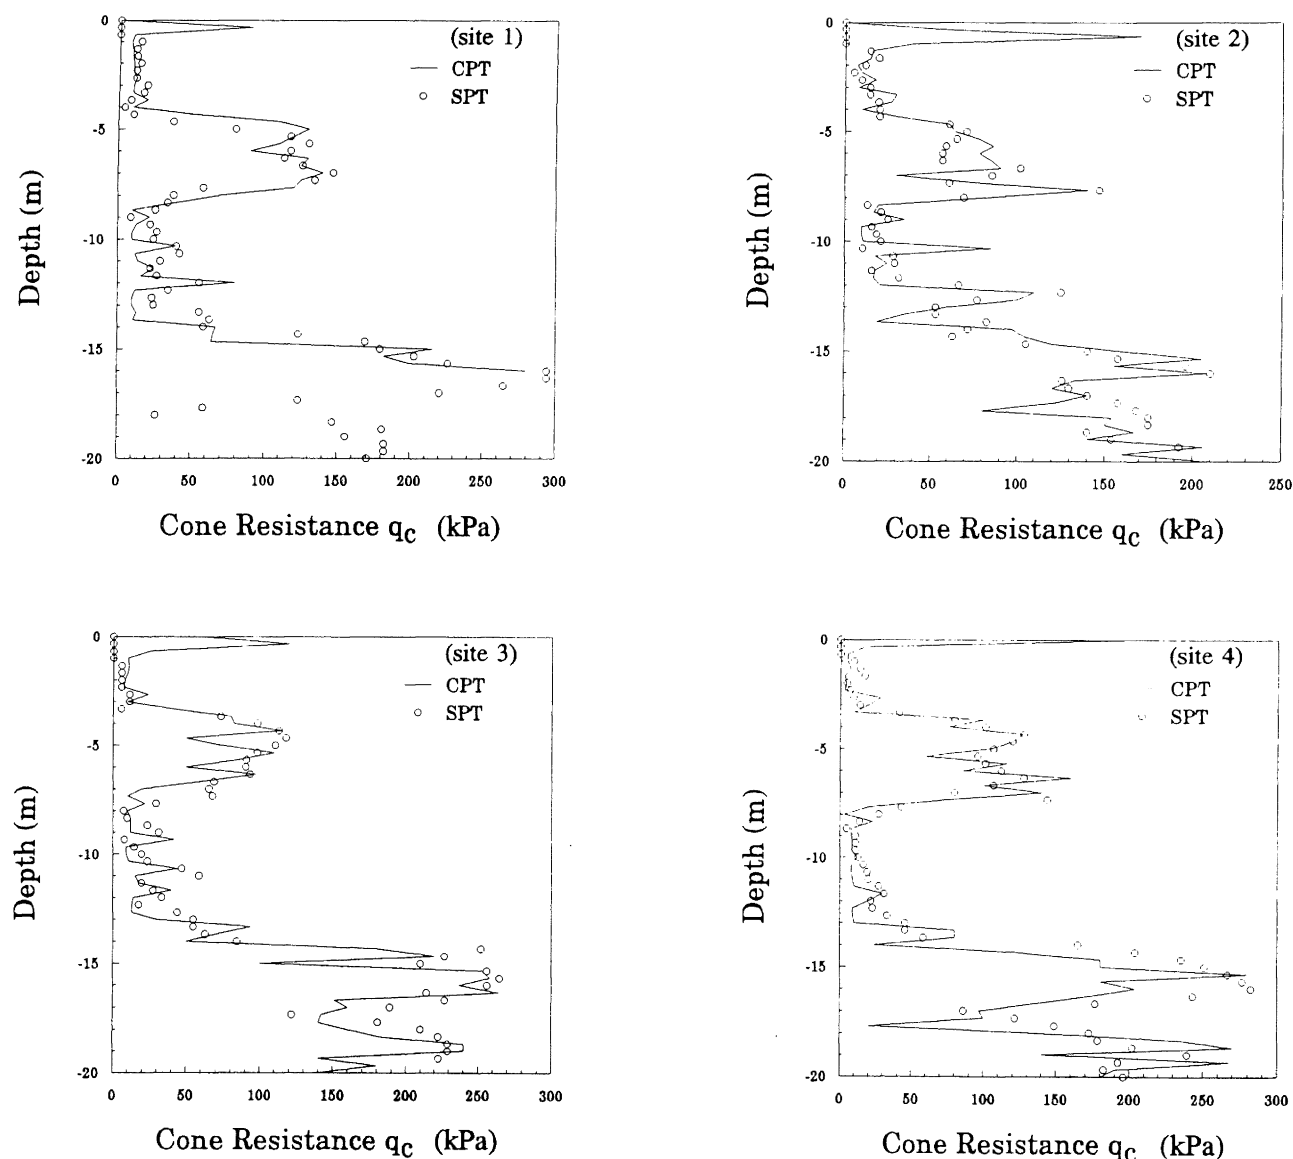 (site 1)
CPT
SPT
0
-5
-10
-15
-20
0 50 100 150 200 250 300
Depth (m)
Cone Resistance qc (kPa)
(site 2)
CPT
SPT
0
-5
-10
-15
-20
0 50 100 150 200 250
Depth (m)
Cone Resistance qc (kPa)
(site 3)
CPT
SPT
0
-5
-10
-15
-20
0 50 100 150 200 250 300
Depth (m)
Cone Resistance qc (kPa)
(site 4)
CPT
SPT
0
-5
-10
-15
-20
0 50 100 150 200 250 300
Depth (m)
Cone Resistance qc (kPa)